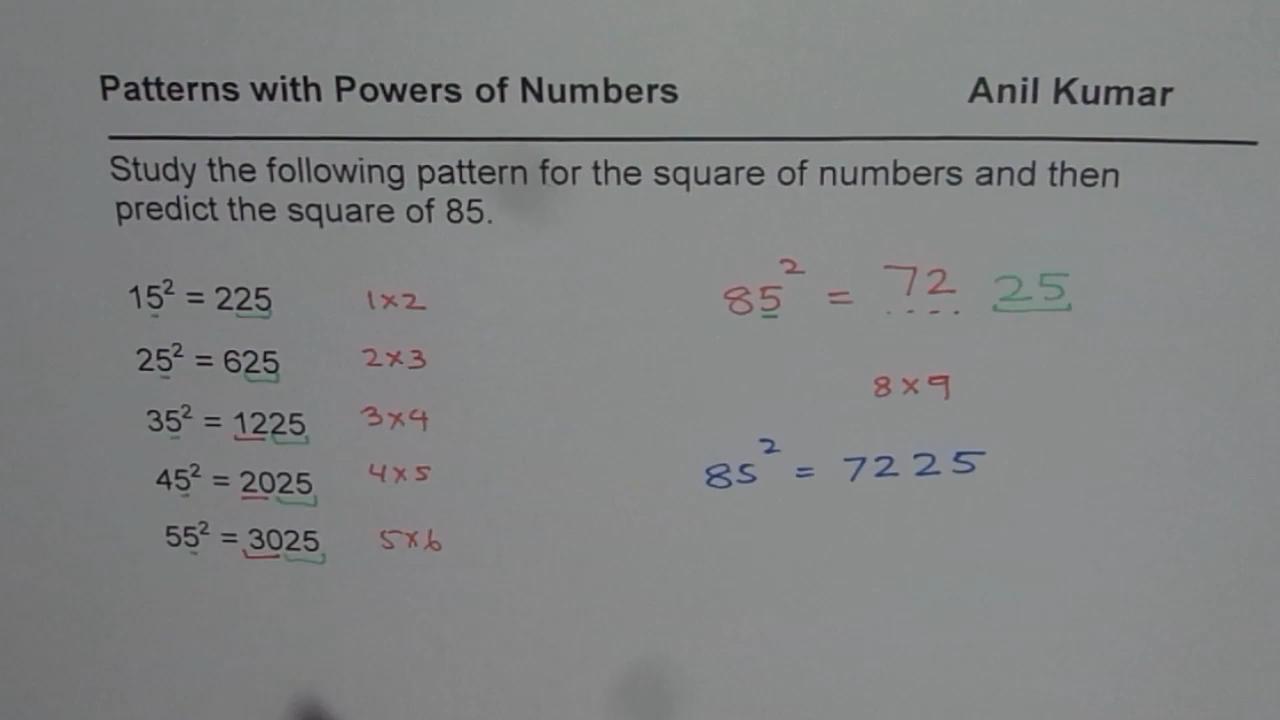 Patterns with Powers of Numbers Anil Kumar
Study the following pattern for the square of numbers and then
predict the square of 85.
15² = 225 1×2
25² = 625 2×3
35² = 1225 3×4
45² = 2025 4×5
55² = 3025 5×6
85² = 72 25
8×9
85² = 7225